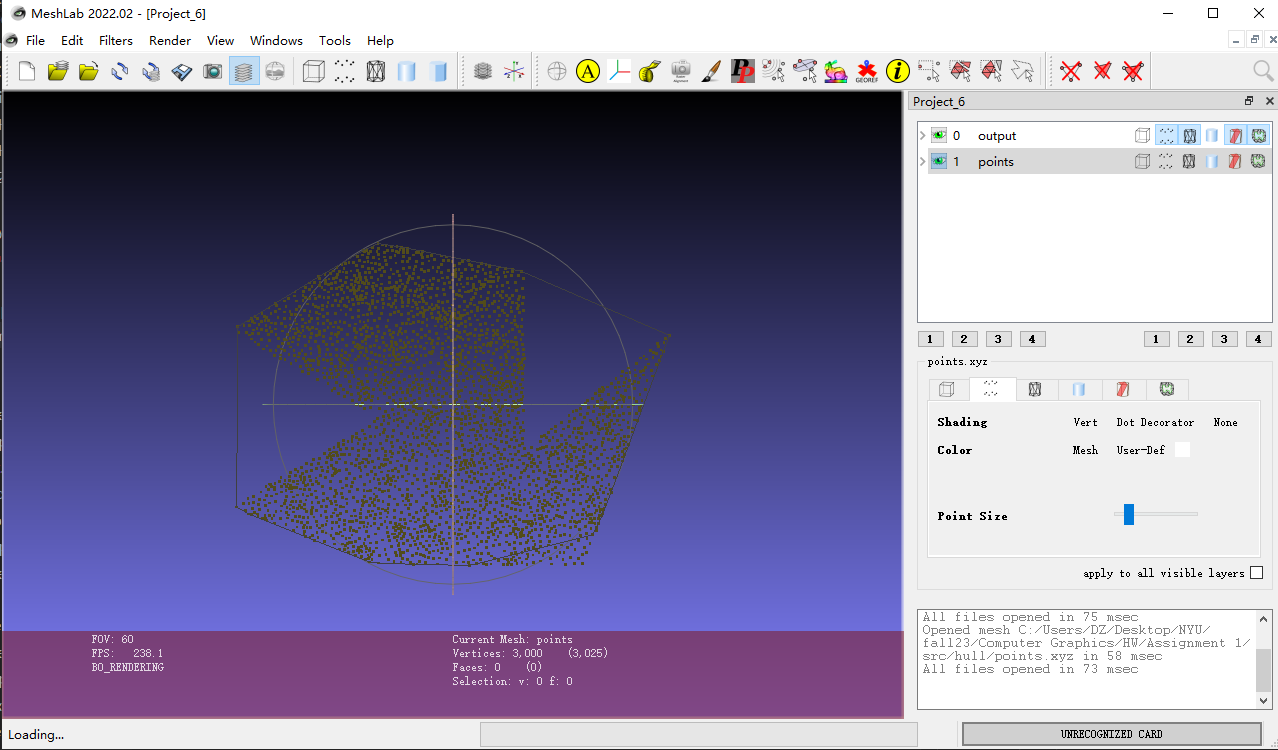 MeshLab 2022.02 - [Project_6]
File Edit Filters Render View Windows Tools Help
A PP GEOREF i
Project_6
0 output
1 points
1 2 3 4 1 2 3 4
points.xyz
Shading Vert Dot Decorator None
Color Mesh User-Def
Point Size
apply to all visible layers
All files opened in 75 msec
Opened mesh C:/Users/DZ/Desktop/NYU/
fall23/Computer Graphics/HW/Assignment 1/
src/hull/points.xyz in 58 msec
All files opened in 73 msec
FOV: 60
FPS: 238.1
BO_RENDERING
Current Mesh: points
Vertices: 3,000 (3,025)
Faces: 0 (0)
Selection: v: 0 f: 0
Loading...
UNRECOGNIZED CARD